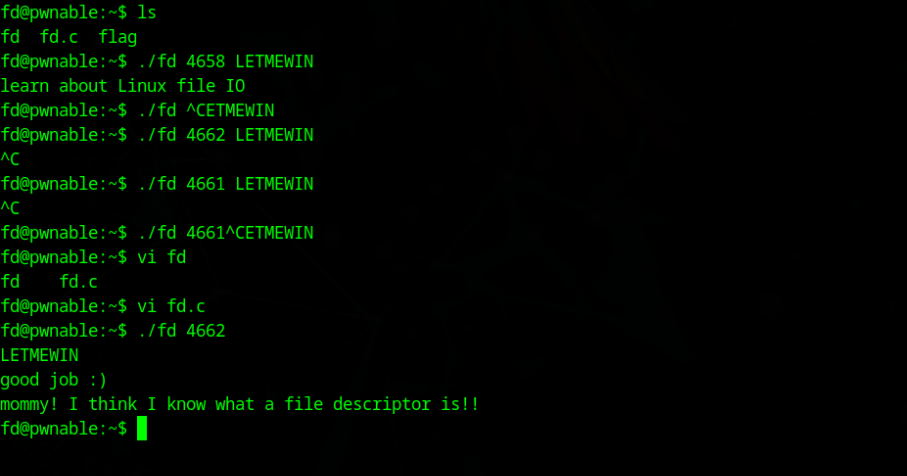 fd@pwnable:~$ ls
fd  fd.c  flag
fd@pwnable:~$ ./fd 4658 LETMEWIN
learn about Linux file IO
fd@pwnable:~$ ./fd ^CETMEWIN
fd@pwnable:~$ ./fd 4662 LETMEWIN
^C
fd@pwnable:~$ ./fd 4661 LETMEWIN
^C
fd@pwnable:~$ ./fd 4661^CETMEWIN
fd@pwnable:~$ vi fd
fd    fd.c
fd@pwnable:~$ vi fd.c
fd@pwnable:~$ ./fd 4662
LETMEWIN
good job :)
mommy! I think I know what a file descriptor is!!
fd@pwnable:~$